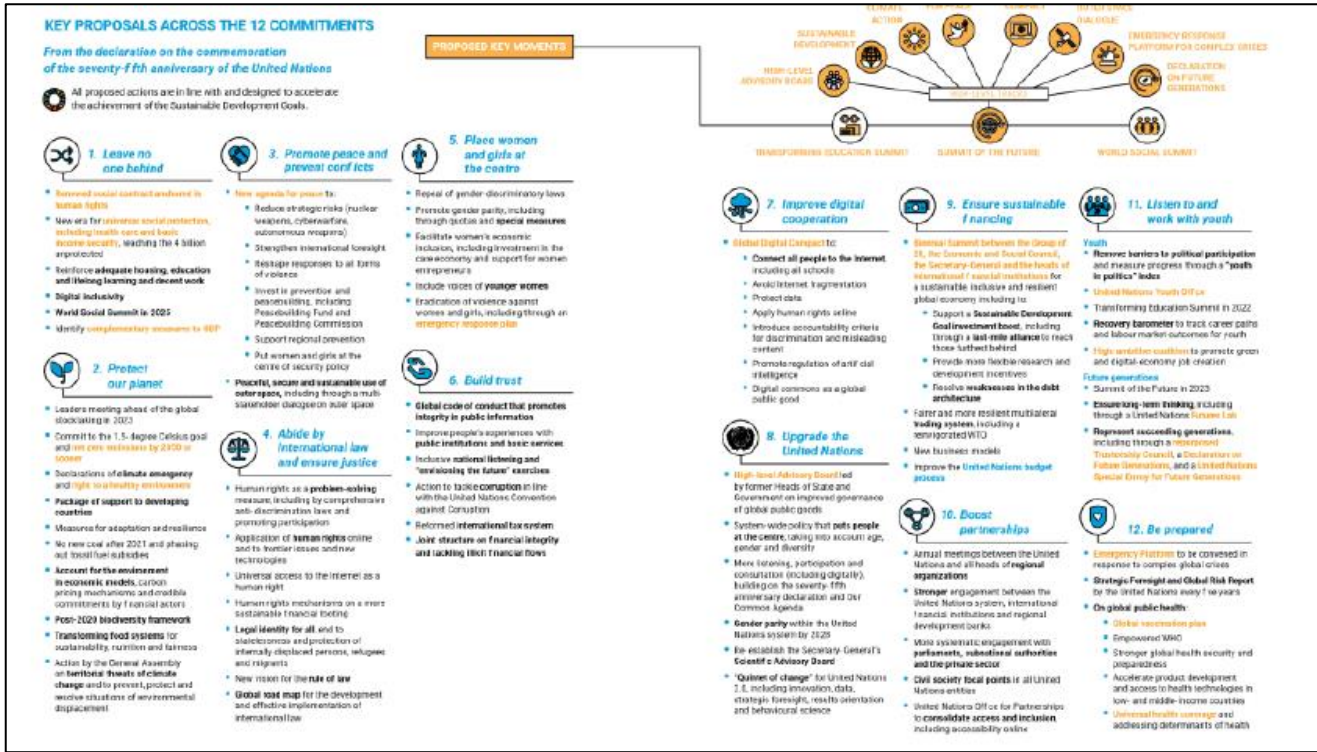 KEY PROPOSALS ACROSS THE 12 COMMITMENTS
From the declaration on the commemoration
of the seventy-fifth anniversary of the United Nations
All proposed actions are in line with and designed to accelerate
the achievement of the Sustainable Development Goals.
PROPOSED KEY MOMENTS
CLIMATE
ACTION
DIALOGUE
SUSTAINABLE
DEVELOPMENT
EMERGENCY RESPONSE
PLATFORM FOR COMPLEX CRISES
HIGH-LEVEL
ADVISORY BOARD
DECLARATION
ON FUTURE
GENERATIONS
HIGH-LEVEL TRACKS
TRANSFORMING EDUCATION SUMMIT
SUMMIT OF THE FUTURE
WORLD SOCIAL SUMMIT
1. Leave no
one behind
• Renewed social contract anchored in
human rights
• New era for universal social protection,
including health care and basic
income security, reaching the 4 billion
unprotected
• Reinforce adequate housing, education
and lifelong learning and decent work
• Digital inclusivity
• World Social Summit in 2025
• Identify complementary measures to GDP
2. Protect
our planet
• Leaders meeting ahead of the global
stocktaking in 2023
• Commit to the 1.5-degree Celsius goal
and net zero emissions by 2050 or
sooner
• Declarations of climate emergency
and right to a healthy environment
• Package of support to developing
countries
• Measures for adaptation and resilience
• No new coal after 2021 and phasing
out fossil fuel subsidies
• Account for the environment
in economic models, carbon
pricing mechanisms and credible
commitments by financial actors
• Post-2020 biodiversity framework
• Transforming food systems for
sustainability, nutrition and fairness
• Action by the General Assembly
on territorial threats of climate
change and to prevent, protect and
resolve situations of environmental
displacement
3. Promote peace and
prevent conflicts
• New agenda for peace to:
• Reduce strategic risks (nuclear
weapons, cyberwarfare,
autonomous weapons)
• Strengthen international foresight
• Reshape responses to all forms
of violence
• Invest in prevention and
peacebuilding, including
Peacebuilding Fund and
Peacebuilding Commission
• Support regional prevention
• Put women and girls at the
centre of security policy
• Peaceful, secure and sustainable use of
outer space, including through a multi-
stakeholder dialogue on outer space
4. Abide by
international law
and ensure justice
• Human rights as a problem-solving
measure, including by comprehensive
anti-discrimination laws and
promoting participation
• Application of human rights online
and to frontier issues and new
technologies
• Universal access to the Internet as a
human right
• Human rights mechanisms on a more
sustainable financial footing
• Legal identity for all, end to
statelessness and protection of
internally displaced persons, refugees
and migrants
• New vision for the rule of law
• Global road map for the development
and effective implementation of
international law
5. Place women
and girls at
the centre
• Repeal of gender-discriminatory laws
• Promote gender parity, including
through quotas and special measures
• Facilitate women's economic
inclusion, including investment in the
care economy and support for women
entrepreneurs
• Include voices of younger women
• Eradication of violence against
women and girls, including through an
emergency response plan
6. Build trust
• Global code of conduct that promotes
integrity in public information
• Improve people's experiences with
public institutions and basic services
• Inclusive national listening and
"envisioning the future" exercises
• Action to tackle corruption in line
with the United Nations Convention
against Corruption
• Reformed international tax system
• Joint structure on financial integrity
and tackling illicit financial flows
7. Improve digital
cooperation
• Global Digital Compact to:
• Connect all people to the Internet,
including all schools
• Avoid Internet fragmentation
• Protect data
• Apply human rights online
• Introduce accountability criteria
for discrimination and misleading
content
• Promote regulation of artificial
intelligence
• Digital commons as a global
public good
8. Upgrade the
United Nations
• High-level Advisory Board led
by former Heads of State and
Government on improved governance
of global public goods
• System-wide policy that puts people
at the centre, taking into account age,
gender and diversity
• More listening, participation and
consultation (including digitally),
building on the seventy-fifth
anniversary declaration and Our
Common Agenda
• Gender parity within the United
Nations system by 2028
• Re-establish the Secretary-General's
Scientific Advisory Board
• "Quintet of change" for United Nations
2.0, including innovation, data,
strategic foresight, results orientation
and behavioural science
9. Ensure sustainable
financing
• Biennial Summit between the Group of
20, the Economic and Social Council,
the Secretary-General and the heads of
international financial institutions for
a sustainable, inclusive and resilient
global economy including to:
• Support a Sustainable Development
Goal investment boost, including
through a last-mile alliance to reach
those furthest behind
• Provide more flexible research and
development incentives
• Resolve weaknesses in the debt
architecture
• Fairer and more resilient multilateral
trading system, including a
reinvigorated WTO
• New business models
• Improve the United Nations budget
process
10. Boost
partnerships
• Annual meetings between the United
Nations and all heads of regional
organizations
• Stronger engagement between the
United Nations system, international
financial institutions and regional
development banks
• More systematic engagement with
parliaments, subnational authorities
and the private sector
• Civil society focal points in all United
Nations entities
• United Nations Office for Partnerships
to consolidate access and inclusion,
including accessibility online
11. Listen to and
work with youth
Youth
• Remove barriers to political participation
and measure progress through a "youth
in politics" index
• United Nations Youth Office
• Transforming Education Summit in 2022
• Recovery barometer to track career paths
and labour market outcomes for youth
• High-ambition coalition to promote green
and digital-economy job creation
Future generations
• Summit of the Future in 2023
• Ensure long-term thinking, including
through a United Nations Futures Lab
• Represent succeeding generations,
including through a repurposed
Trusteeship Council, a Declaration on
Future Generations, and a United Nations
Special Envoy for Future Generations
12. Be prepared
• Emergency Platform to be convened in
response to complex global crises
• Strategic Foresight and Global Risk Report
by the United Nations every five years
• On global public health:
• Global vaccination plan
• Empowered WHO
• Stronger global health security and
preparedness
• Accelerate product development
and access to health technologies in
low- and middle-income countries
• Universal health coverage and
addressing determinants of health